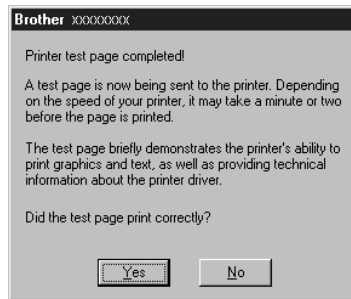 Brother XXXXXXXX
Printer test page completed!
A test page is now being sent to the printer. Depending
on the speed of your printer, it may take a minute or two
before the page is printed.
The test page briefly demonstrates the printer's ability to
print graphics and text, as well as providing technical
information about the printer driver.
Did the test page print correctly?
Yes
No